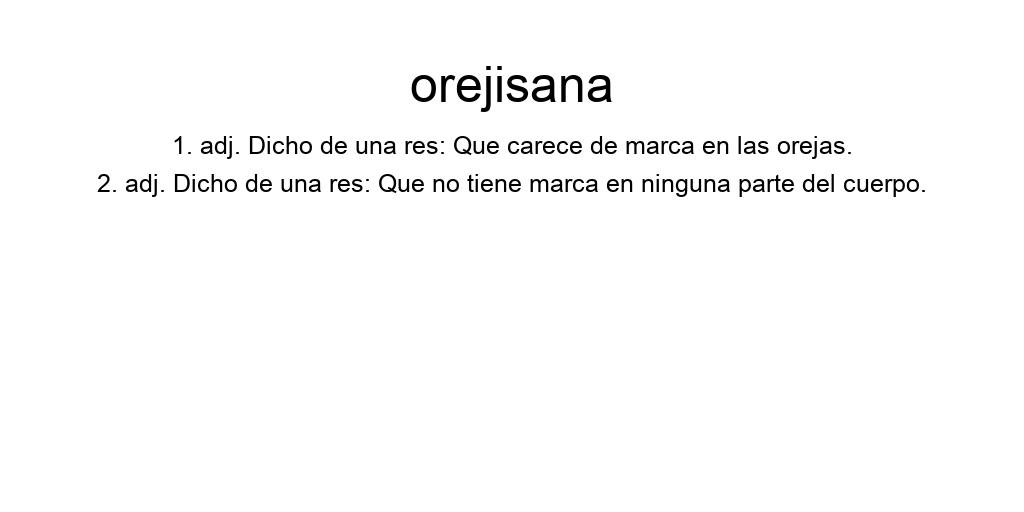 orejisana
1. adj. Dicho de una res: Que carece de marca en las orejas.
2. adj. Dicho de una res: Que no tiene marca en ninguna parte del cuerpo.